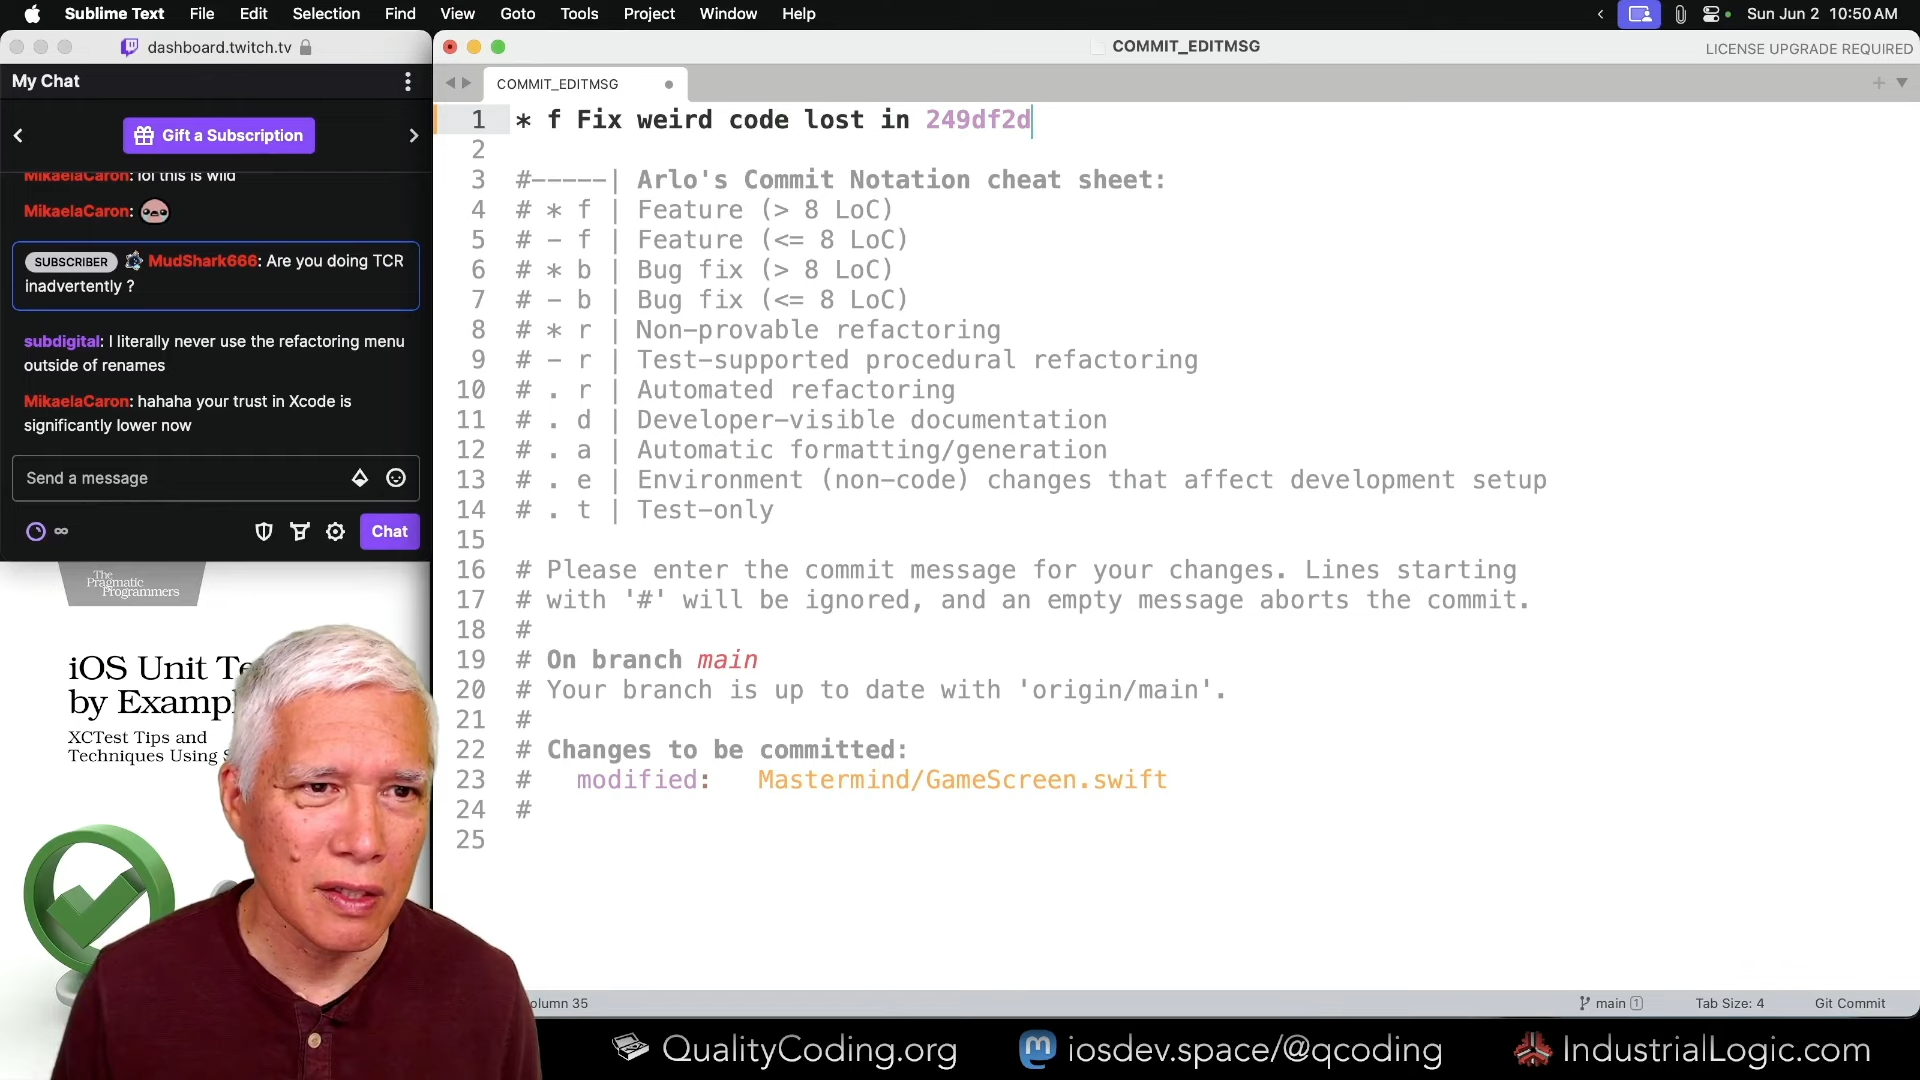 Sublime Text File Edit Selection Find View Goto Tools Project Window Help
Sun Jun 2 10:50 AM
dashboard.twitch.tv
My Chat
Gift a Subscription
MikaelaCaron: lol this is wild
MikaelaCaron:
SUBSCRIBER MudShark666: Are you doing TCR
inadvertently ?
subdigital: I literally never use the refactoring menu
outside of renames
MikaelaCaron: hahaha your trust in Xcode is
significantly lower now
Send a message
∞
Chat
The
Pragmatic
Programmers
iOS Unit Te
by Exampl
XCTest Tips and
Techniques Using S
COMMIT_EDITMSG
LICENSE UPGRADE REQUIRED
COMMIT_EDITMSG
1 * f Fix weird code lost in 249df2d
2
3 #-----| Arlo's Commit Notation cheat sheet:
4 # * f | Feature (> 8 LoC)
5 # - f | Feature (<= 8 LoC)
6 # * b | Bug fix (> 8 LoC)
7 # - b | Bug fix (<= 8 LoC)
8 # * r | Non-provable refactoring
9 # - r | Test-supported procedural refactoring
10 # . r | Automated refactoring
11 # . d | Developer-visible documentation
12 # . a | Automatic formatting/generation
13 # . e | Environment (non-code) changes that affect development setup
14 # . t | Test-only
15
16 # Please enter the commit message for your changes. Lines starting
17 # with '#' will be ignored, and an empty message aborts the commit.
18 #
19 # On branch main
20 # Your branch is up to date with 'origin/main'.
21 #
22 # Changes to be committed:
23 # modified: Mastermind/GameScreen.swift
24 #
25
olumn 35
main 1
Tab Size: 4
Git Commit
QualityCoding.org
iosdev.space/@qcoding
IndustrialLogic.com